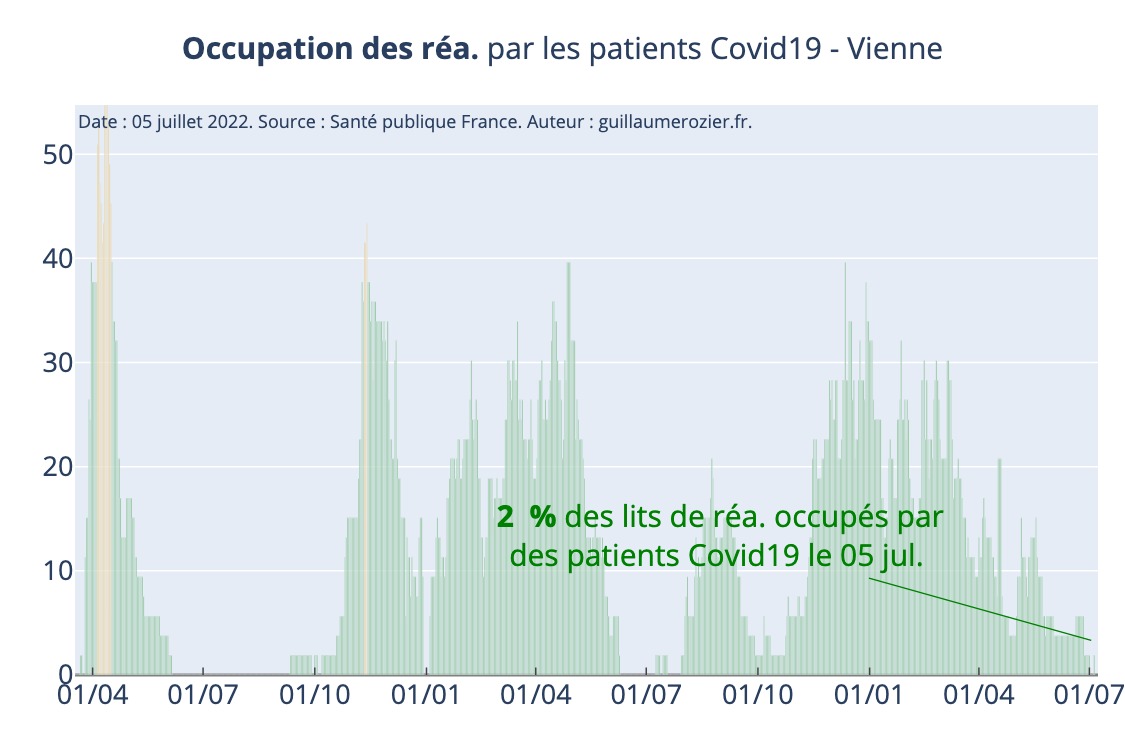 Occupation des réa. par les patients Covid19 - Vienne
Date : 05 juillet 2022. Source : Santé publique France. Auteur : guillaumerozier.fr.
50
40
30
20
10
0
2 % des lits de réa. occupés par
des patients Covid19 le 05 jul.
01/04 01/07 01/10 01/01 01/04 01/07 01/10 01/01 01/04 01/07